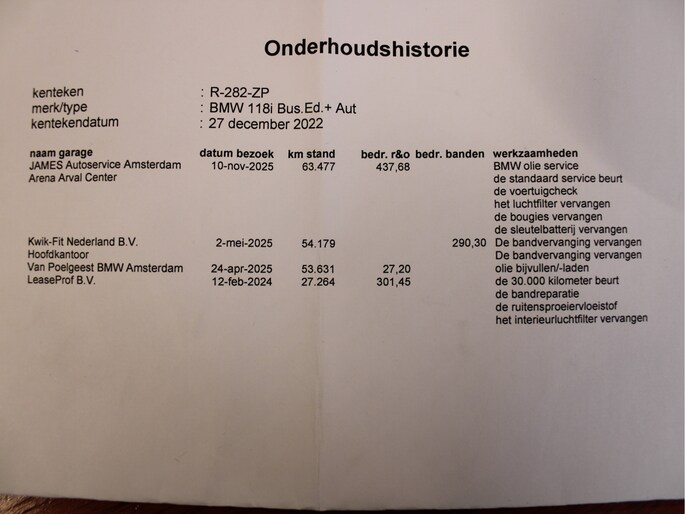 Onderhoudshistorie
kenteken : R-282-ZP
merk/type : BMW 118i Bus.Ed.+ Aut
kentekendatum : 27 december 2022
naam garage datum bezoek km stand bedr. r&o bedr. banden werkzaamheden
JAMES Autoservice Amsterdam 10-nov-2025 63.477 437,68 BMW olie service
Arena Arval Center de standaard service beurt
de voertuigcheck
het luchtfilter vervangen
de bougies vervangen
de sleutelbatterij vervangen
Kwik-Fit Nederland B.V. 2-mei-2025 54.179 290,30 De bandvervanging vervangen
Hoofdkantoor De bandvervanging vervangen
Van Poelgeest BMW Amsterdam 24-apr-2025 53.631 27,20 olie bijvullen/-laden
LeaseProf B.V. 12-feb-2024 27.264 301,45 de 30.000 kilometer beurt
de bandreparatie
de ruitensproeiervloeistof
het interieurluchtfilter vervangen